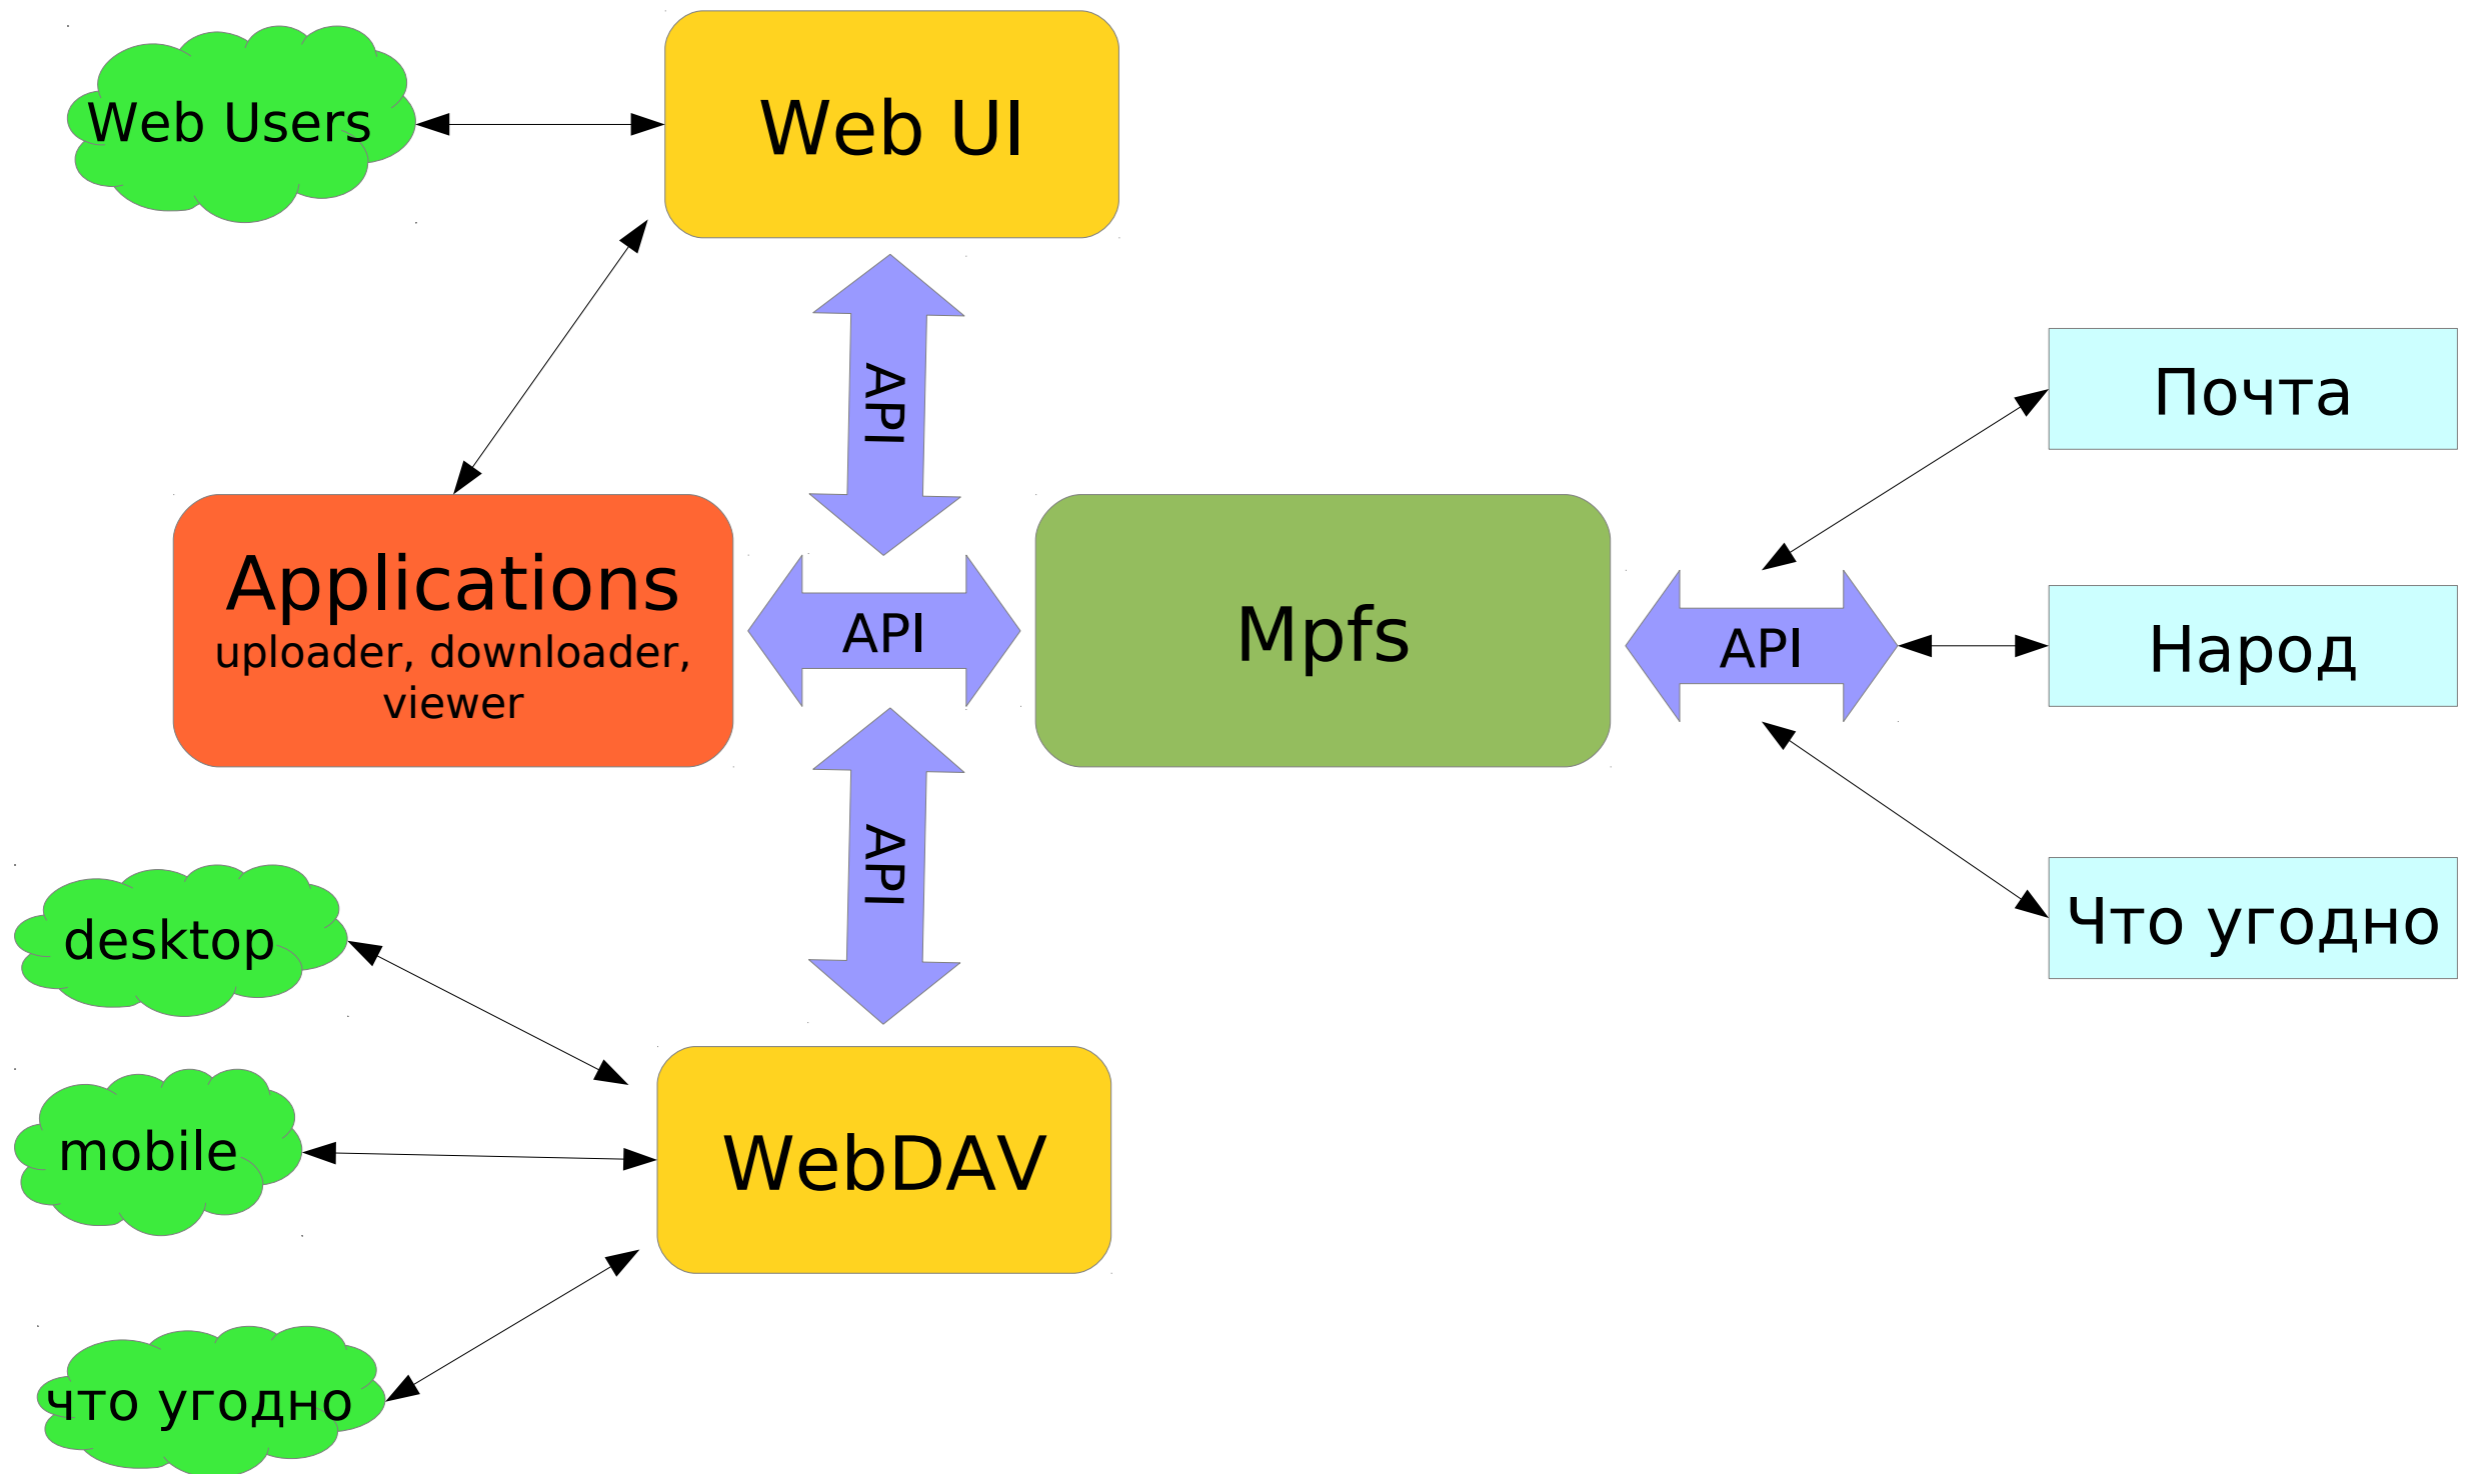 Web Users
Web UI
API
Почта
Applications
uploader, downloader,
viewer
API
Mpfs
API
Народ
API
desktop
Что угодно
mobile
WebDAV
что угодно